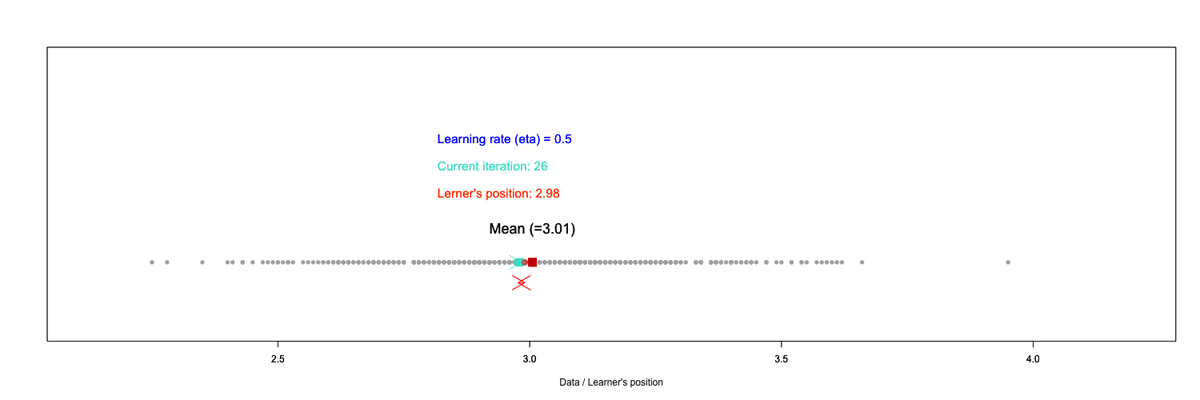 Learning rate (eta) = 0.5
Current iteration: 26
Lerner's position: 2.98
Mean (=3.01)
2.5 3.0 3.5 4.0
Data / Learner's position